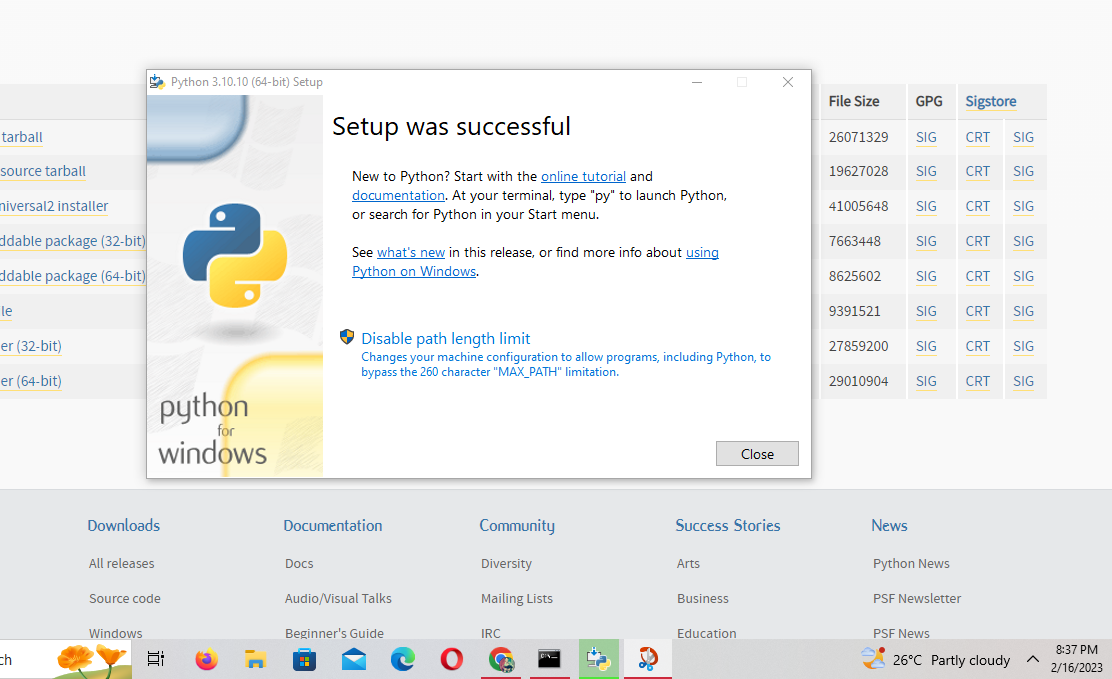 Python 3.10.10 (64-bit) Setup
Setup was successful
New to Python? Start with the online tutorial and
documentation. At your terminal, type "py" to launch Python,
or search for Python in your Start menu.
See what's new in this release, or find more info about using
Python on Windows.
Disable path length limit
Changes your machine configuration to allow programs, including Python, to
bypass the 260 character "MAX_PATH" limitation.
python
for
windows
Close
File Size GPG Sigstore
tarball 26071329 SIG CRT SIG
source tarball 19627028 SIG CRT SIG
niversal2 installer 41005648 SIG CRT SIG
ddable package (32-bit) 7663448 SIG CRT SIG
ddable package (64-bit) 8625602 SIG CRT SIG
le 9391521 SIG CRT SIG
er (32-bit) 27859200 SIG CRT SIG
er (64-bit) 29010904 SIG CRT SIG
Downloads Documentation Community Success Stories News
All releases Docs Diversity Arts Python News
Source code Audio/Visual Talks Mailing Lists Business PSF Newsletter
Windows Beginner's Guide IRC Education PSF News
ch
26°C Partly cloudy
8:37 PM
2/16/2023